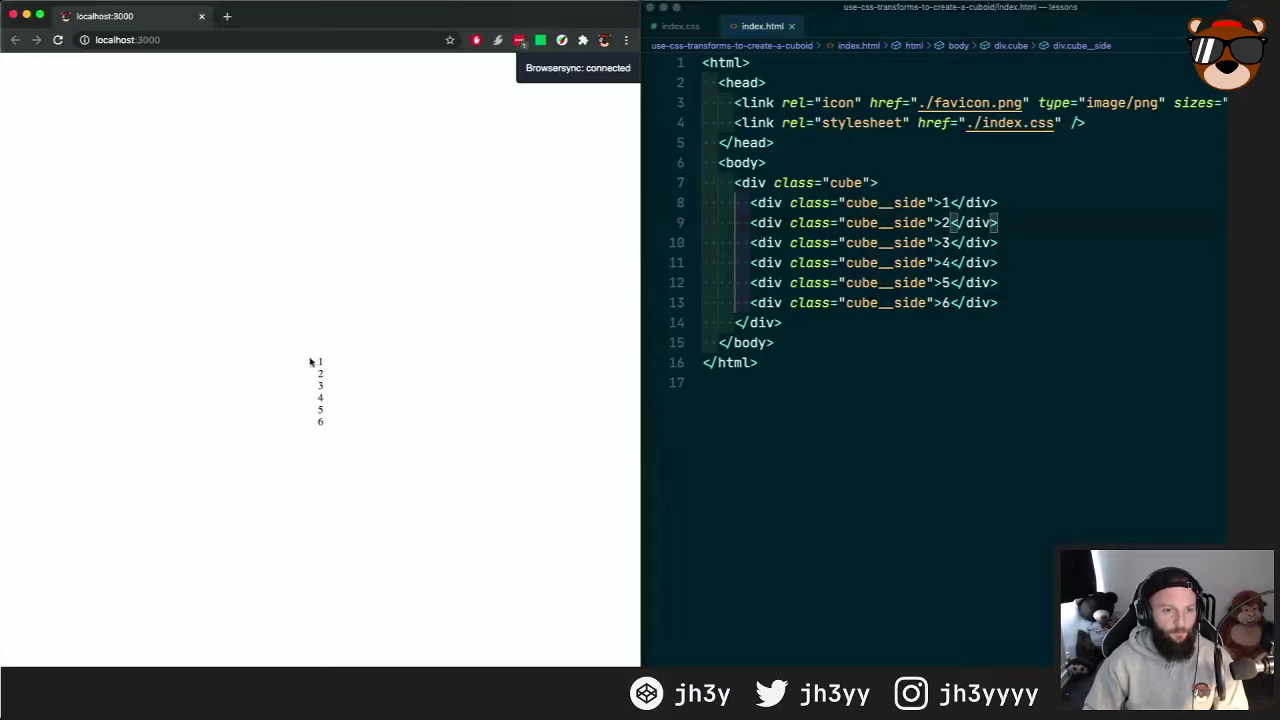 localhost:3000
localhost:3000
Browsersync: connected
1
2
3
4
5
6
use-css-transforms-to-create-a-cuboid/index.html — lessons
index.css
index.html
use-css-transforms-to-create-a-cuboid > index.html > html > body > div.cube > div.cube__side
1 <html>
2 <head>
3 <link rel="icon" href="./favicon.png" type="image/png" sizes="
4 <link rel="stylesheet" href="./index.css" />
5 </head>
6 <body>
7 <div class="cube">
8 <div class="cube__side">1</div>
9 <div class="cube__side">2</div>
10 <div class="cube__side">3</div>
11 <div class="cube__side">4</div>
12 <div class="cube__side">5</div>
13 <div class="cube__side">6</div>
14 </div>
15 </body>
16 </html>
17
jh3y jh3yy jh3yyyy